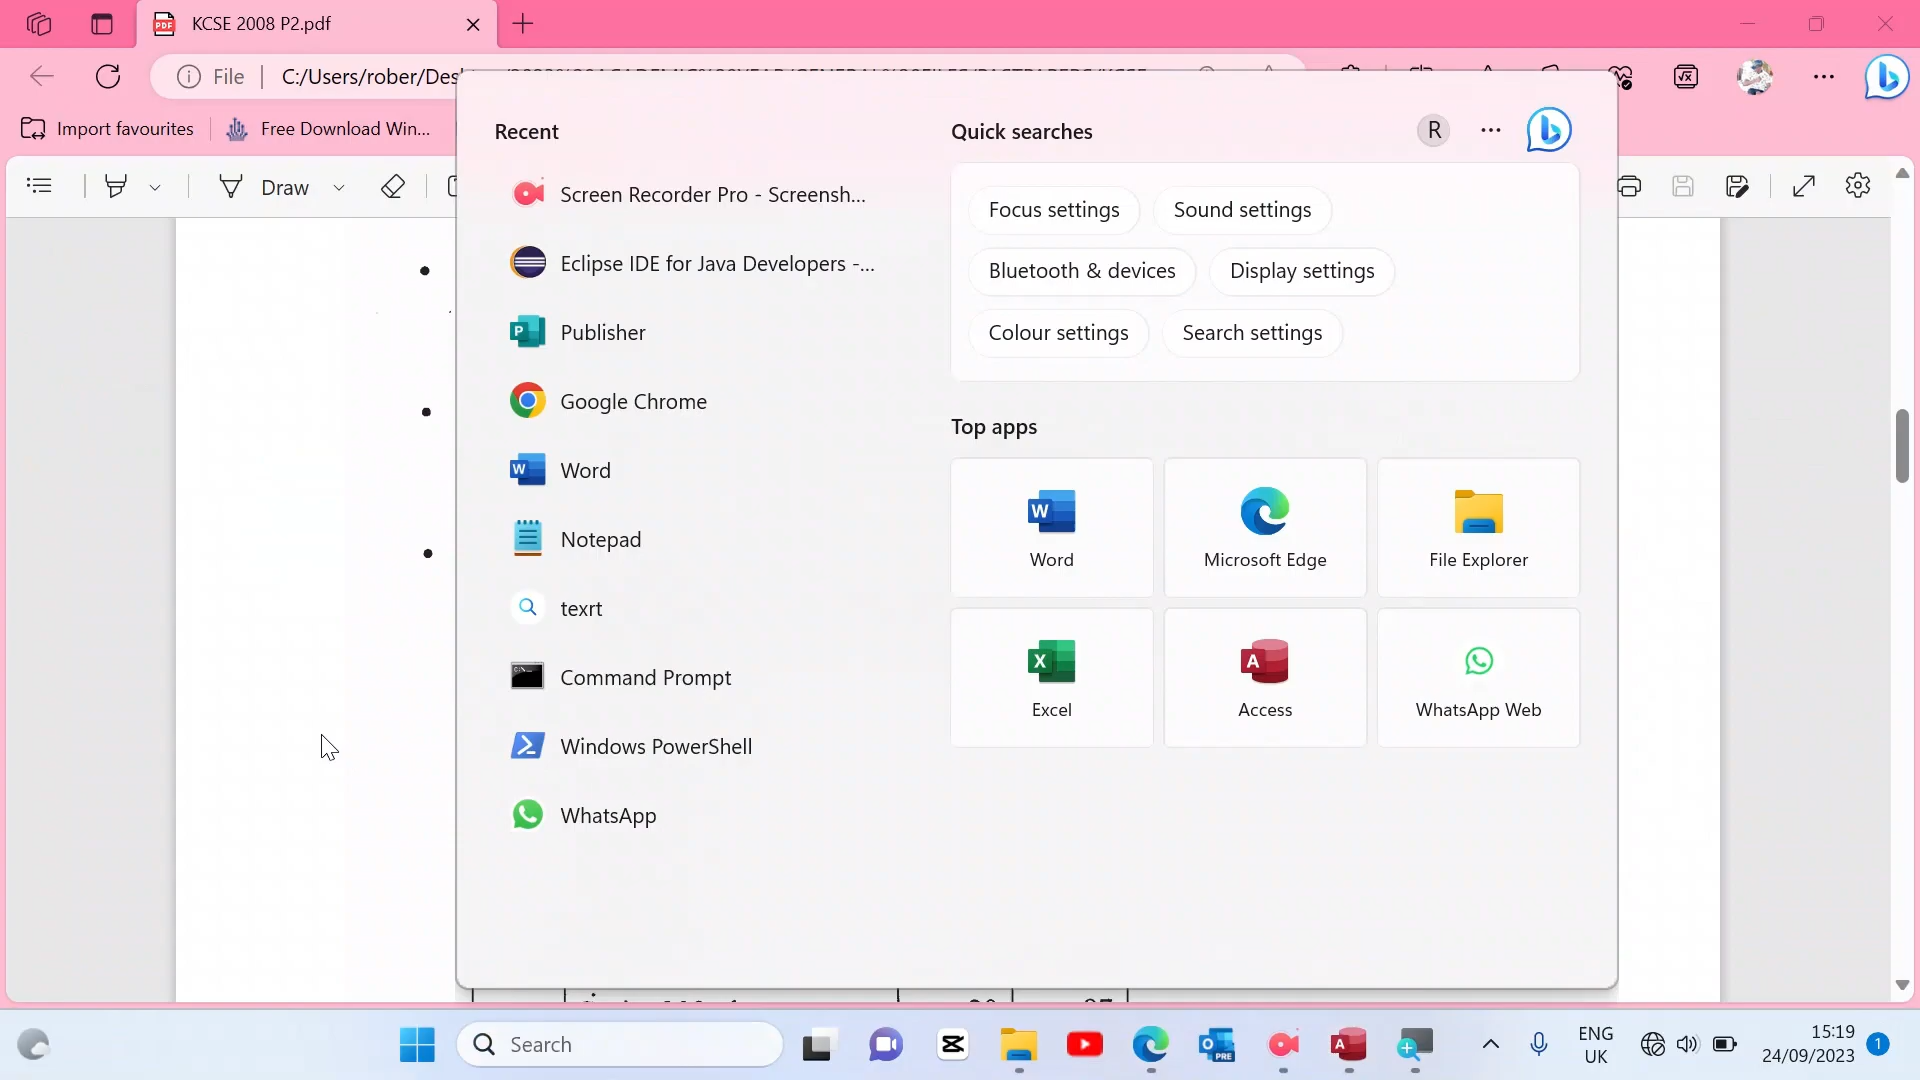 KCSE 2008 P2.pdf
File
C:/Users/rober/Des
Import favourites
Free Download Win...
Draw
Recent
Screen Recorder Pro - Screensh...
Eclipse IDE for Java Developers -...
Publisher
Google Chrome
Word
Notepad
texrt
Command Prompt
Windows PowerShell
WhatsApp
Quick searches
R
Focus settings
Sound settings
Bluetooth & devices
Display settings
Colour settings
Search settings
Top apps
Word
Microsoft Edge
File Explorer
Excel
Access
WhatsApp Web
Search
ENG
UK
15:19
24/09/2023
1